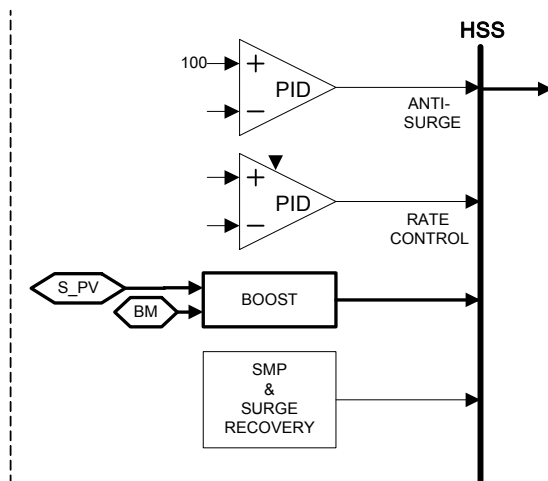 HSS
100
+
PID
−
ANTI-
SURGE
+
PID
−
RATE
CONTROL
S_PV
BOOST
BM
SMP
&
SURGE
RECOVERY